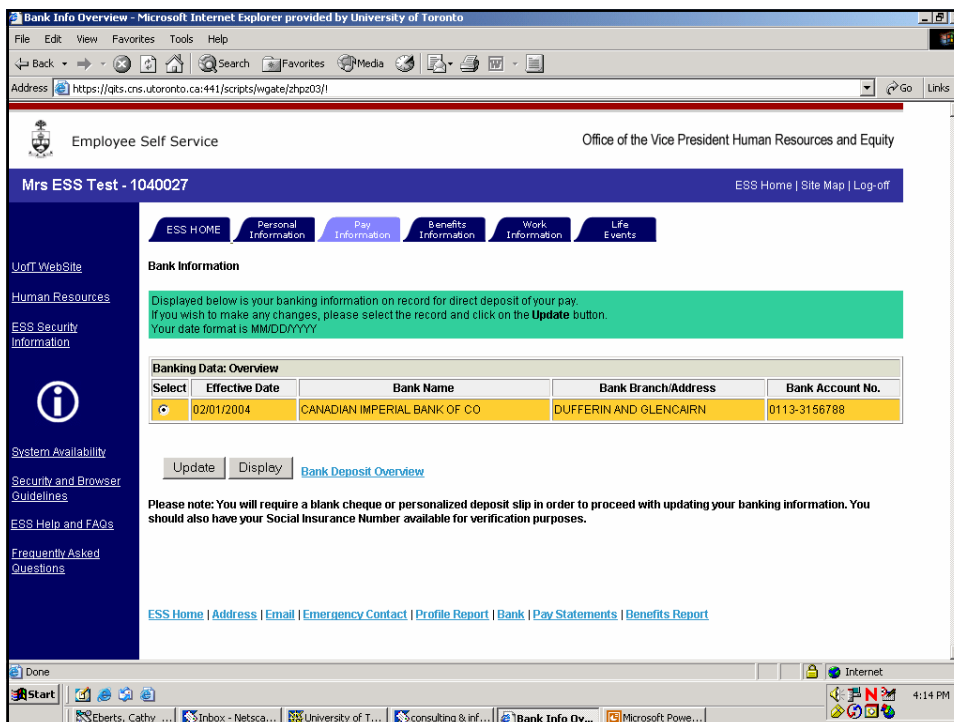 Bank Info Overview - Microsoft Internet Explorer provided by University of Toronto
File Edit View Favorites Tools Help
Back Search Favorites Media
Address https://qits.cns.utoronto.ca:441/scripts/wgate/zhpz03/! Go Links
Employee Self Service Office of the Vice President Human Resources and Equity
Mrs ESS Test - 1040027 ESS Home | Site Map | Log-off
ESS HOME Personal Information Pay Information Benefits Information Work Information Life Events
UofT WebSite
Human Resources
ESS Security
Information
System Availability
Security and Browser
Guidelines
ESS Help and FAQs
Frequently Asked
Questions
Bank Information
Displayed below is your banking information on record for direct deposit of your pay.
If you wish to make any changes, please select the record and click on the Update button.
Your date format is MM/DD/YYYY
Banking Data: Overview
Select Effective Date Bank Name Bank Branch/Address Bank Account No.
02/01/2004 CANADIAN IMPERIAL BANK OF CO DUFFERIN AND GLENCAIRN 0113-3156788
Update Display Bank Deposit Overview
Please note: You will require a blank cheque or personalized deposit slip in order to proceed with updating your banking information. You
should also have your Social Insurance Number available for verification purposes.
ESS Home | Address | Email | Emergency Contact | Profile Report | Bank | Pay Statements | Benefits Report
Done Internet
Start 4:14 PM
Eberts, Cathy ... Inbox - Netsca... University of T... consulting & inf... Bank Info Ov... Microsoft Powe...